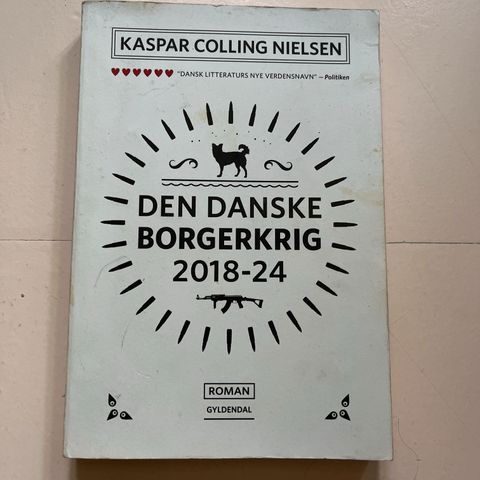 KASPAR COLLING NIELSEN
"DANSK LITTERATURS NYE VERDENSNAVN" – Politiken
DEN DANSKE
BORGERKRIG
2018-24
ROMAN
GYLDENDAL